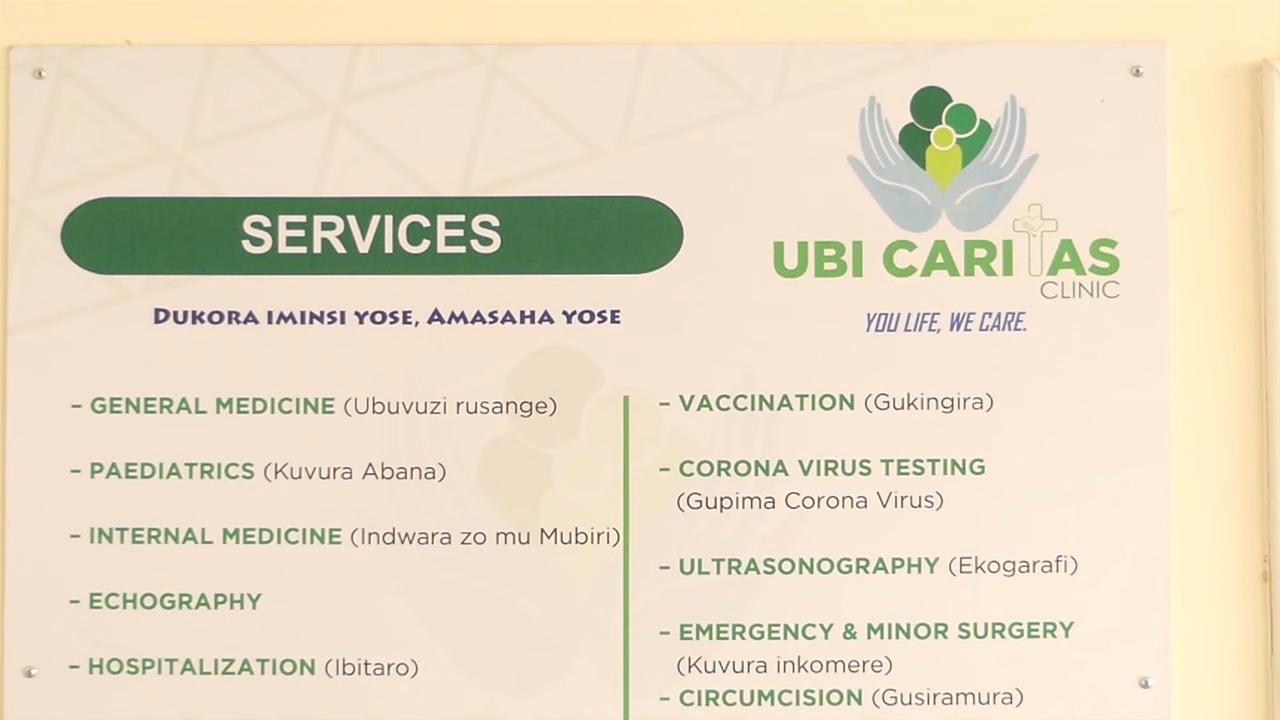 SERVICES
DUKORA IMINSI YOSE, AMASAHA YOSE
UBI CARITAS
CLINIC
YOU LIFE, WE CARE.
– GENERAL MEDICINE (Ubuvuzi rusange)
– PAEDIATRICS (Kuvura Abana)
– INTERNAL MEDICINE (Indwara zo mu Mubiri)
– ECHOGRAPHY
– HOSPITALIZATION (Ibitaro)
– VACCINATION (Gukingira)
– CORONA VIRUS TESTING
(Gupima Corona Virus)
– ULTRASONOGRAPHY (Ekogarafi)
– EMERGENCY & MINOR SURGERY
(Kuvura inkomere)
– CIRCUMCISION (Gusiramura)